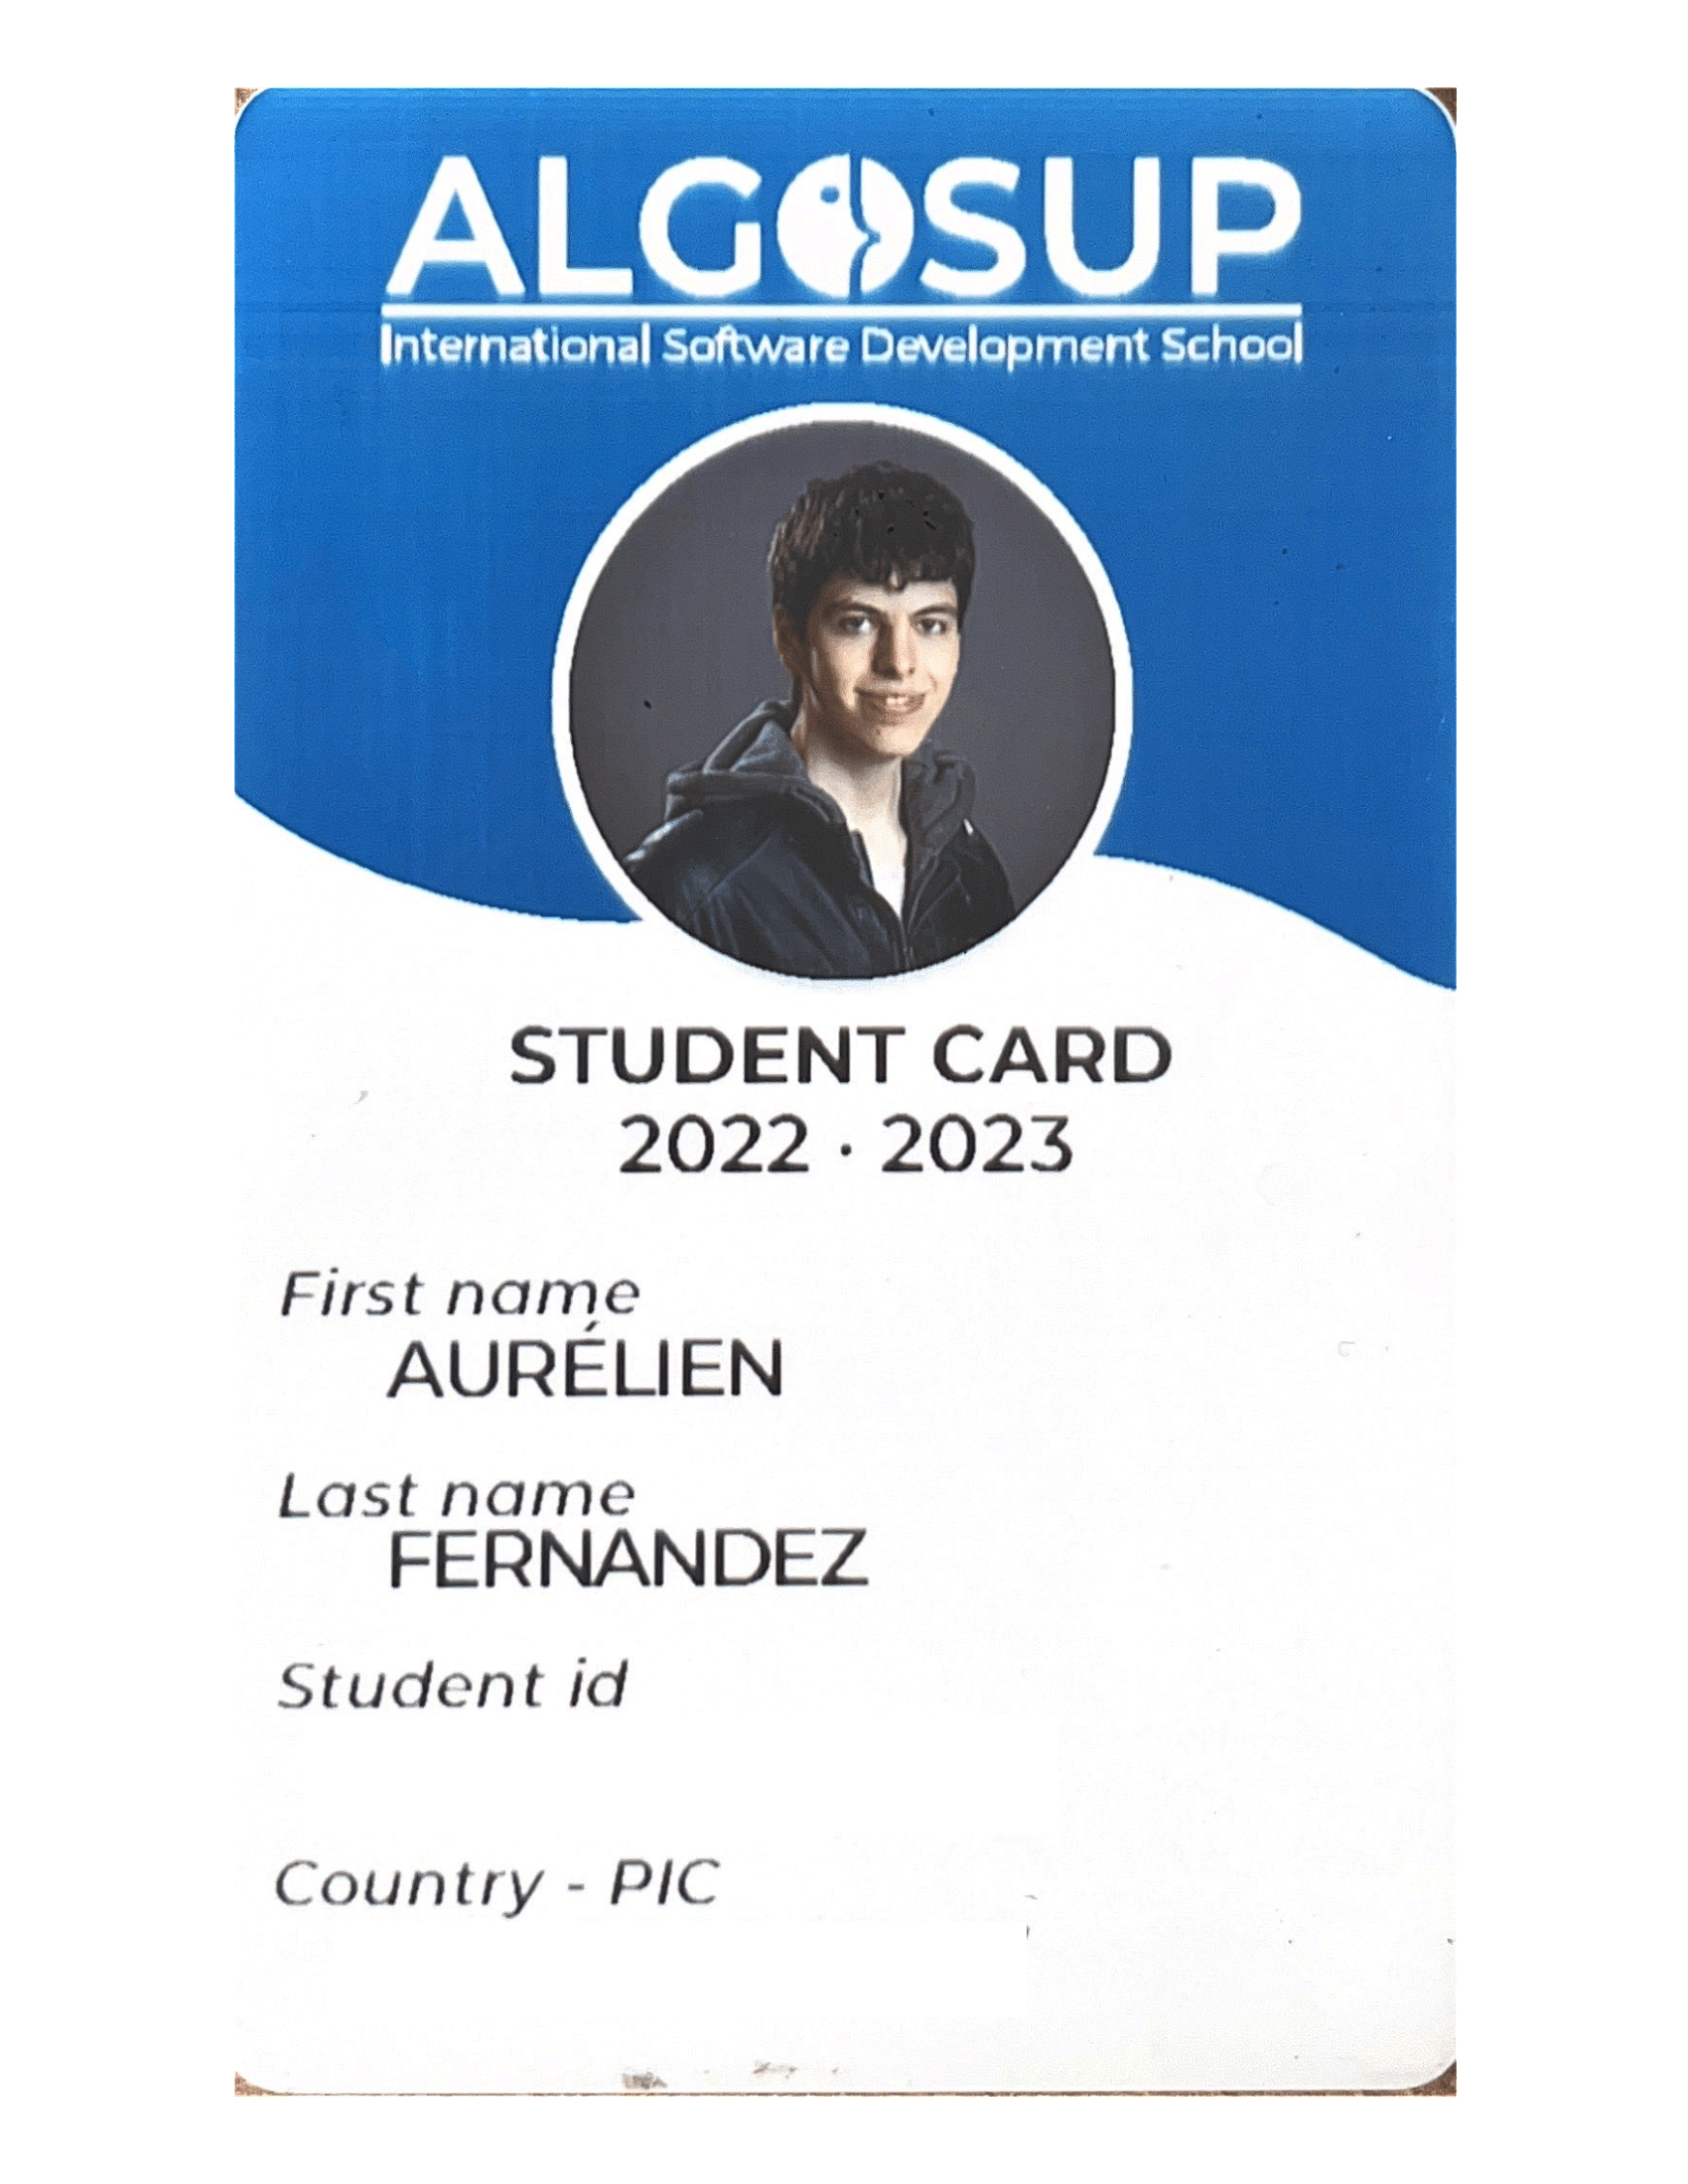 ALGOSUP
International Software Development School
STUDENT CARD
2022 · 2023
First name
AURÉLIEN
Last name
FERNANDEZ
Student id
Country - PIC